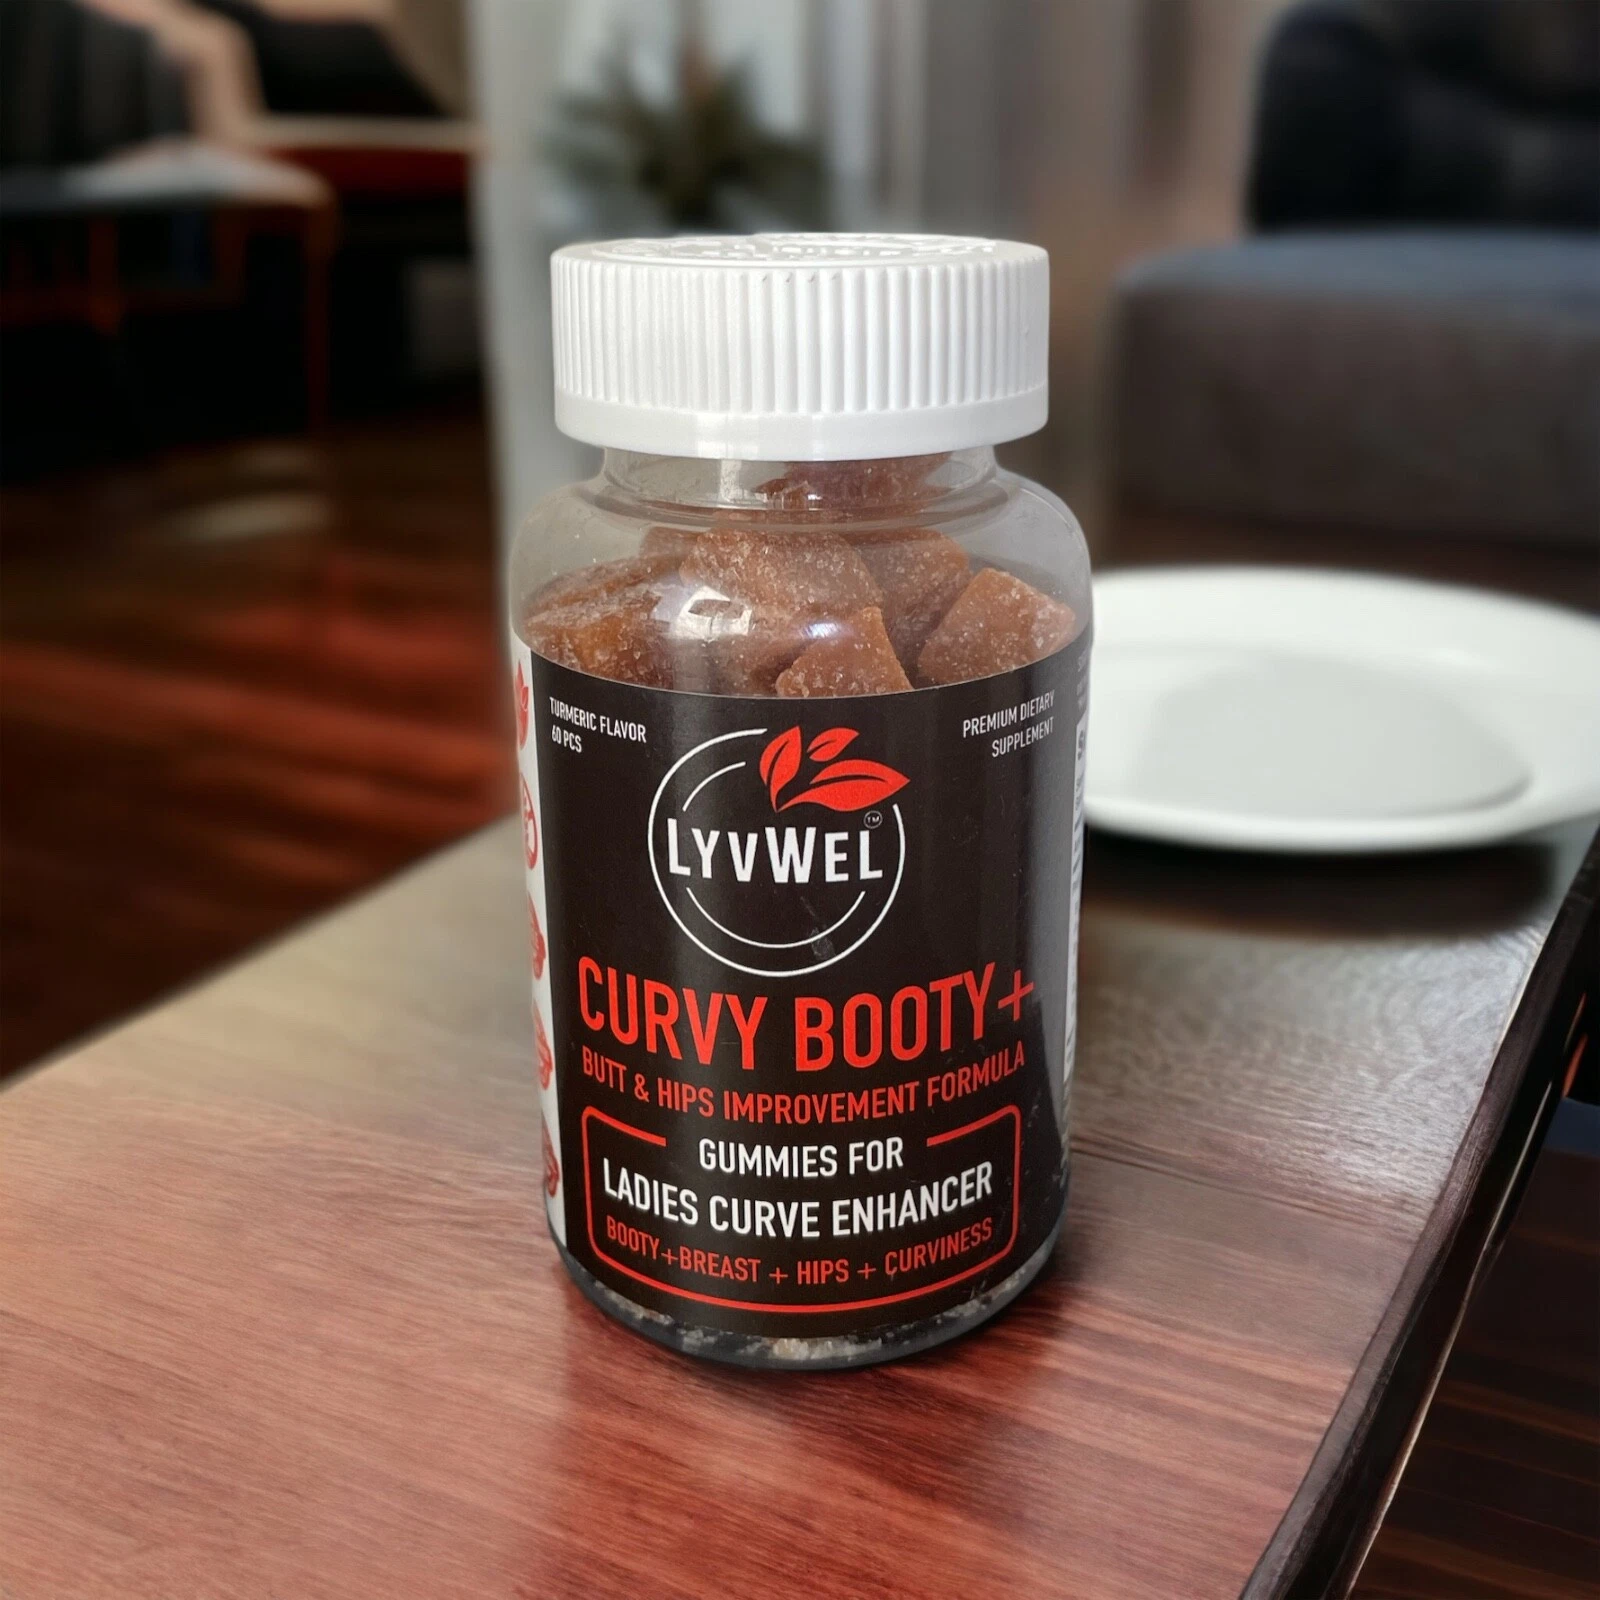 TURMERIC FLAVOR
60 PCS
PREMIUM DIETARY
SUPPLEMENT
LYVWEL™
CURVY BOOTY+
BUTT & HIPS IMPROVEMENT FORMULA
GUMMIES FOR
LADIES CURVE ENHANCER
BOOTY+BREAST + HIPS + CURVINESS